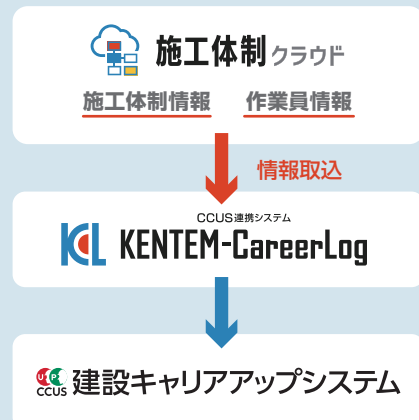 施工体制クラウド
施工体制情報 作業員情報
情報取込
CCUS連携システム
KCL KENTEM-CareerLog
UP CCUS 建設キャリアアップシステム